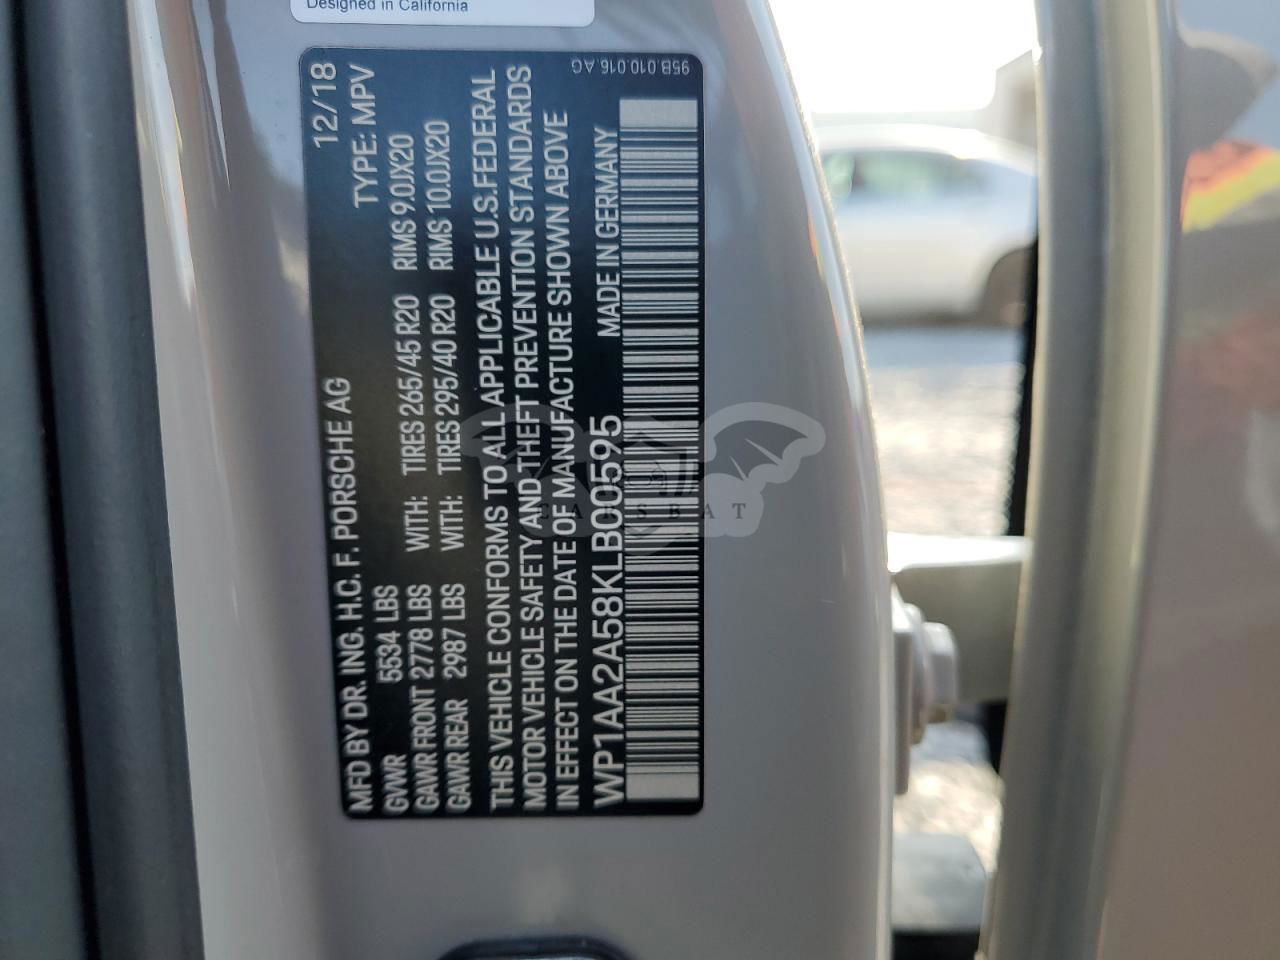 Designed in California
MFD BY DR. ING. H.C. F. PORSCHE AG 12/18
GVWR 5534 LBS TYPE: MPV
GAWR FRONT 2778 LBS WITH: TIRES 265/45 R20 RIMS 9.0JX20
GAWR REAR 2987 LBS WITH: TIRES 295/40 R20 RIMS 10.0JX20
THIS VEHICLE CONFORMS TO ALL APPLICABLE U.S.FEDERAL
MOTOR VEHICLE SAFETY AND THEFT PREVENTION STANDARDS
IN EFFECT ON THE DATE OF MANUFACTURE SHOWN ABOVE
WP1AA2A58KLB00595 MADE IN GERMANY
95B.010.016.AC
CARSBAT